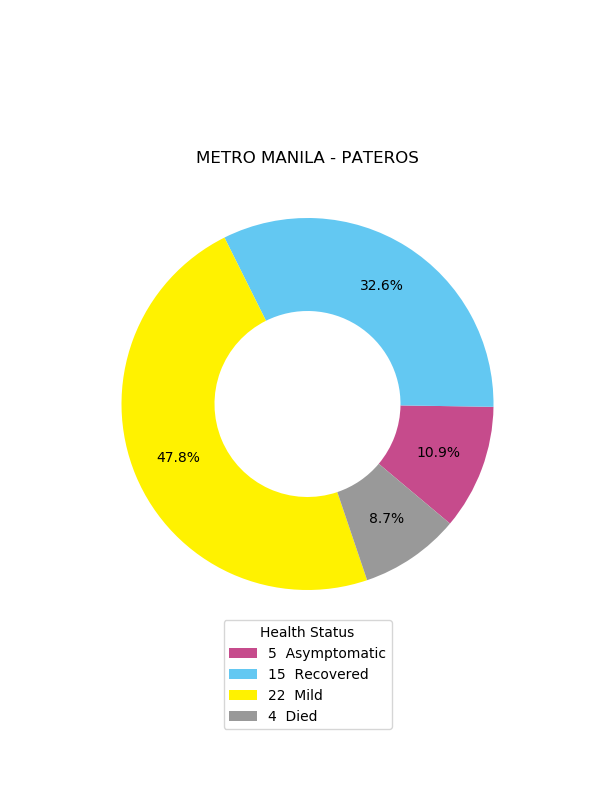 METRO MANILA - PATEROS
32.6%
47.8%
10.9%
8.7%
Health Status
5  Asymptomatic
15  Recovered
22  Mild
4  Died